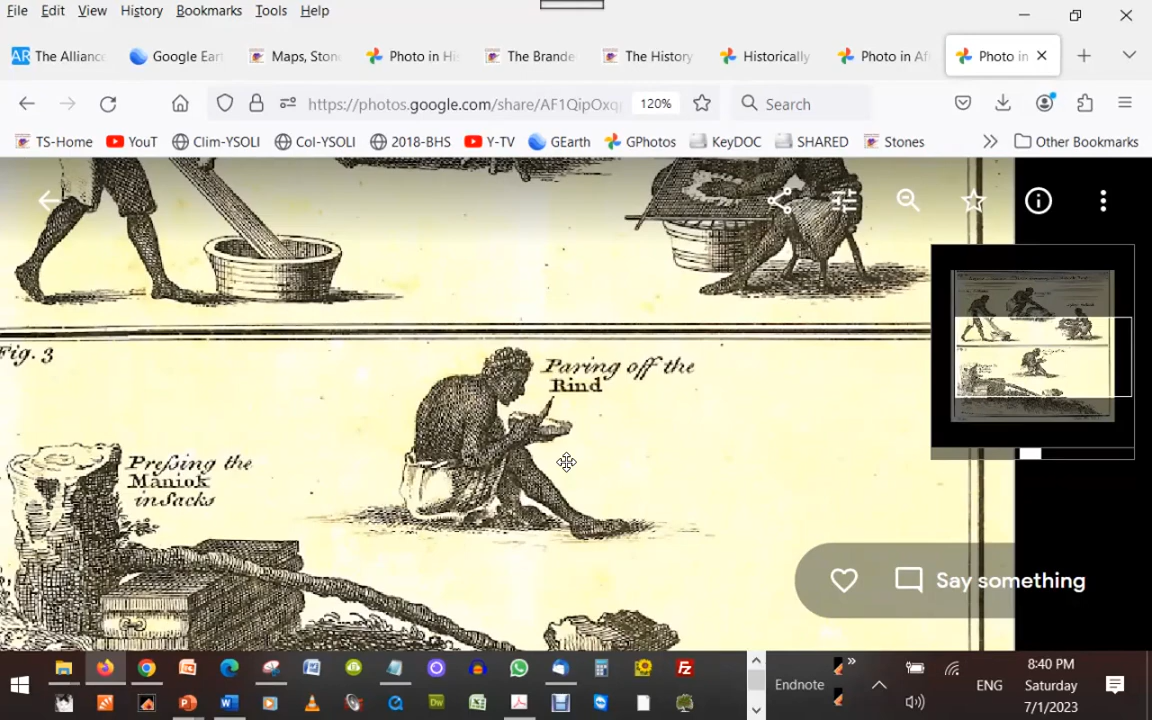 File Edit View History Bookmarks Tools Help
The Alliance Google Eart Maps, Ston Photo in Hi The Brande The History Historically Photo in Af Photo in
https://photos.google.com/share/AF1QipOxq 120% Search
TS-Home YouT Clim-YSOLI Col-YSOLI 2018-BHS Y-TV GEarth GPhotos KeyDOC SHARED Stones Other Bookmarks
Fig. 3
Paring off the
Rind
Preſsing the
Maniok
in Sacks
Say something
Endnote
ENG
8:40 PM
Saturday
7/1/2023